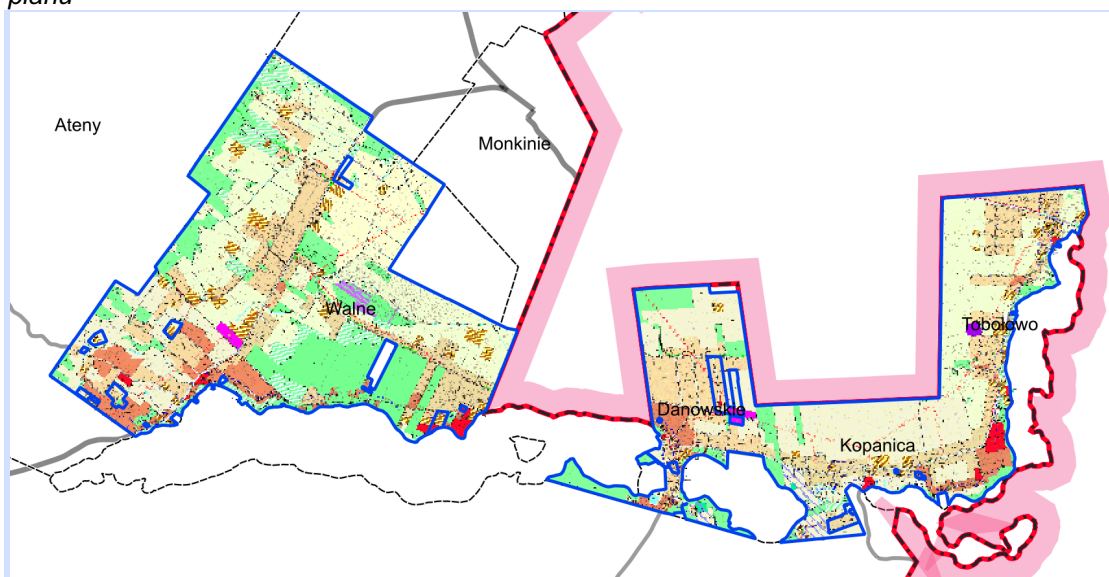 planu
Ateny
Monkinie
Walne
Tobołowo
Danowskie
Kopanica